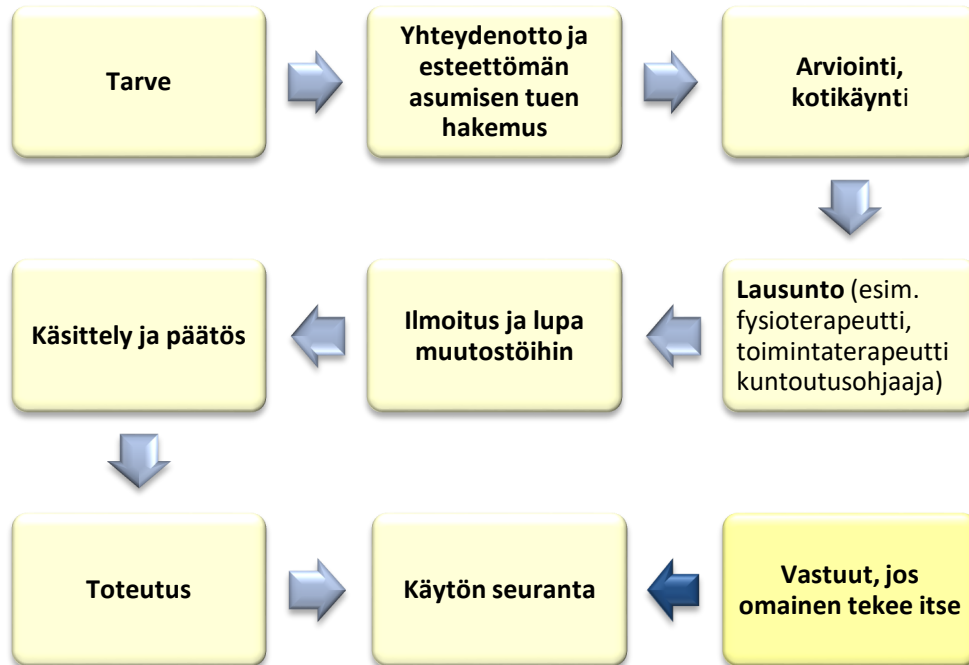 Tarve
Yhteydenotto ja
esteettömän
asumisen tuen
hakemus
Arviointi,
kotikäynti
Lausunto (esim.
fysioterapeutti,
toimintaterapeutti
kuntoutusohjaaja)
Ilmoitus ja lupa
muutostöihin
Käsittely ja päätös
Toteutus
Käytön seuranta
Vastuut, jos
omainen tekee itse